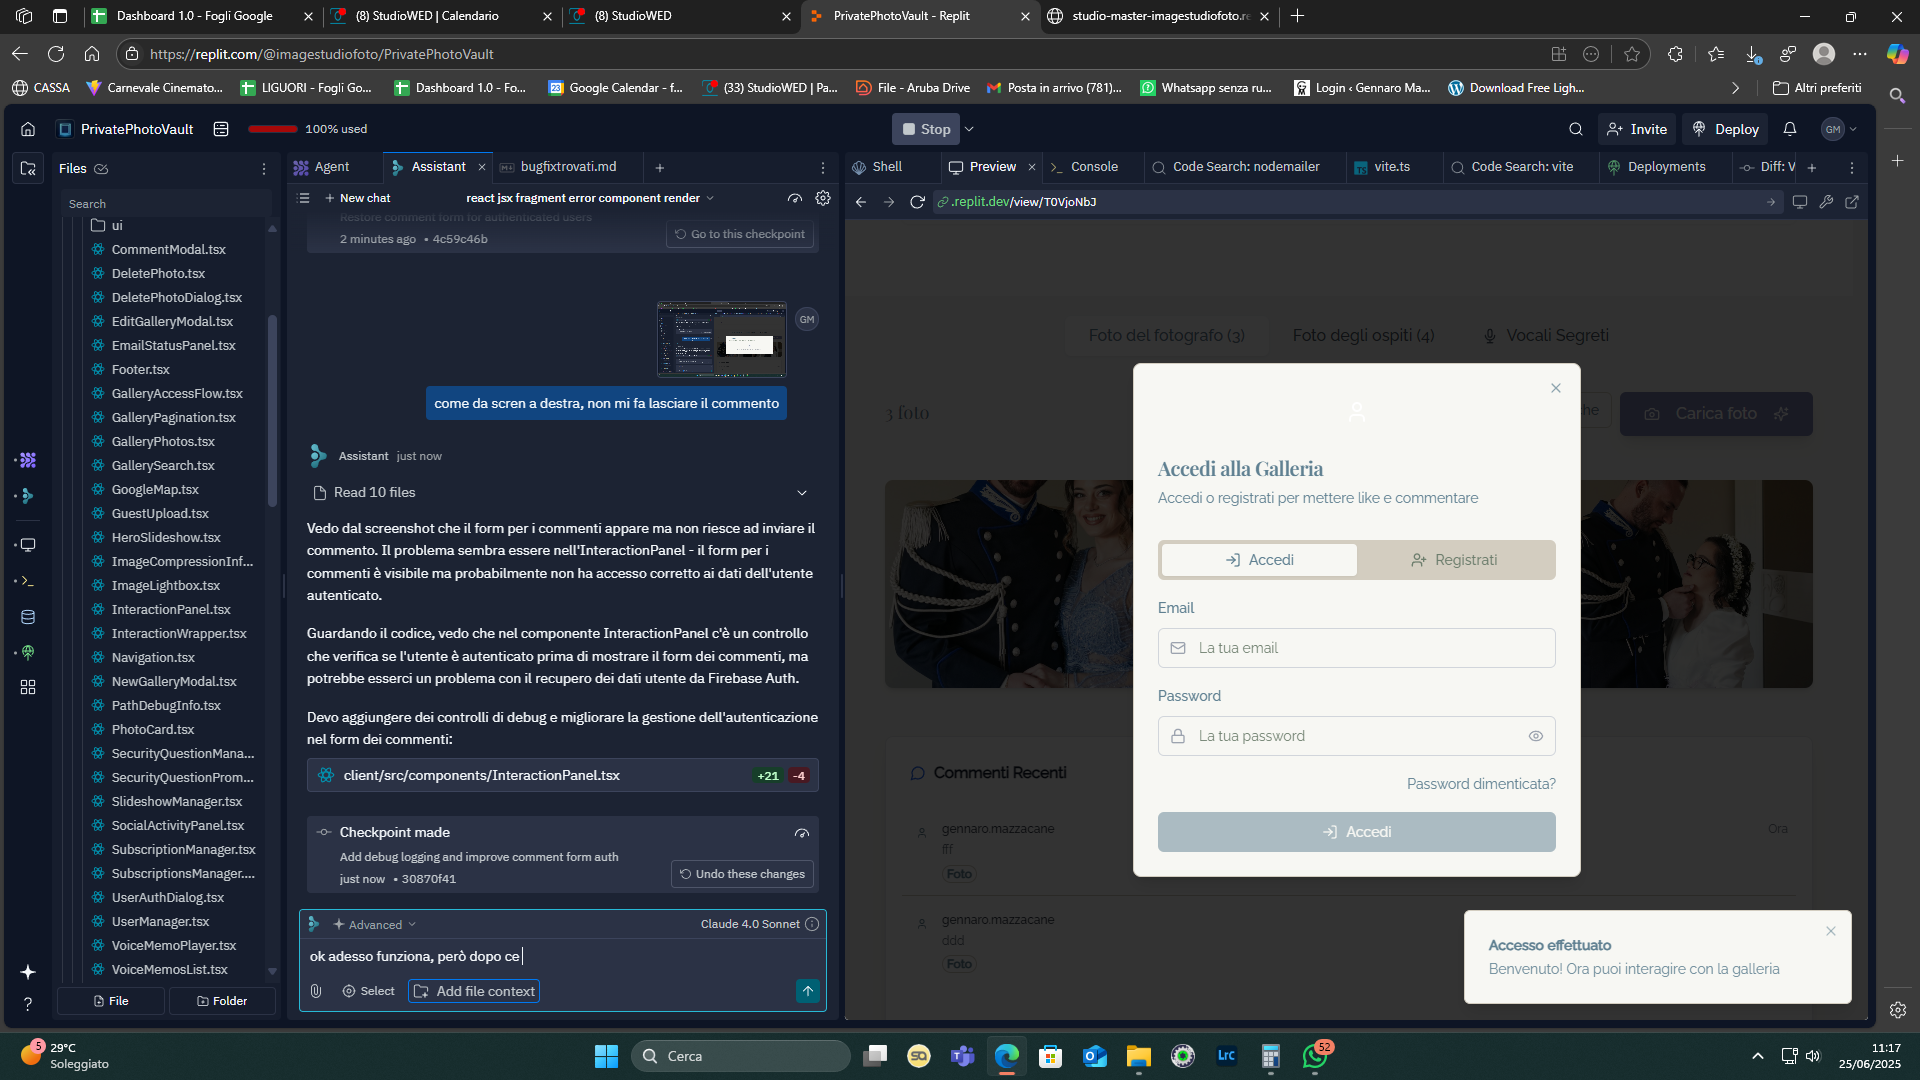 Dashboard 1.0 - Fogli Google
(8) StudioWED | Calendario
(8) StudioWED
PrivatePhotoVault - Replit
studio-master-imagestudiofoto.re
https://replit.com/@imagestudiofoto/PrivatePhotoVault
CASSA
Carnevale Cinemato...
LIGUORI - Fogli Go...
Dashboard 1.0 - Fo...
Google Calendar - f...
(33) StudioWED | Pa...
File - Aruba Drive
Posta in arrivo (781)...
Whatsapp senza ru...
Login ‹ Gennaro Ma...
Download Free Ligh...
Altri preferiti
PrivatePhotoVault
100% used
Stop
Invite
Deploy
GM
Files
Search
ui
CommentModal.tsx
DeletePhoto.tsx
DeletePhotoDialog.tsx
EditGalleryModal.tsx
EmailStatusPanel.tsx
Footer.tsx
GalleryAccessFlow.tsx
GalleryPagination.tsx
GalleryPhotos.tsx
GallerySearch.tsx
GoogleMap.tsx
GuestUpload.tsx
HeroSlideshow.tsx
ImageCompressionInf...
ImageLightbox.tsx
InteractionPanel.tsx
InteractionWrapper.tsx
Navigation.tsx
NewGalleryModal.tsx
PathDebugInfo.tsx
PhotoCard.tsx
SecurityQuestionMana...
SecurityQuestionProm...
SlideshowManager.tsx
SocialActivityPanel.tsx
SubscriptionManager.tsx
SubscriptionsManager....
UserAuthDialog.tsx
UserManager.tsx
VoiceMemoPlayer.tsx
VoiceMemosList.tsx
File
Folder
Agent
Assistant
bugfixtrovati.md
New chat
react jsx fragment error component render
Restore comment form for authenticated users
2 minutes ago • 4c59c46b
Go to this checkpoint
GM
come da scren a destra, non mi fa lasciare il commento
Assistant just now
Read 10 files
Vedo dal screenshot che il form per i commenti appare ma non riesce ad inviare il
commento. Il problema sembra essere nell'InteractionPanel - il form per i
commenti è visibile ma probabilmente non ha accesso corretto ai dati dell'utente
autenticato.
Guardando il codice, vedo che nel componente InteractionPanel c'è un controllo
che verifica se l'utente è autenticato prima di mostrare il form dei commenti, ma
potrebbe esserci un problema con il recupero dei dati utente da Firebase Auth.
Devo aggiungere dei controlli di debug e migliorare la gestione dell'autenticazione
nel form dei commenti:
client/src/components/InteractionPanel.tsx
+21 -4
Checkpoint made
Add debug logging and improve comment form auth
just now • 30870f41
Undo these changes
Advanced
Claude 4.0 Sonnet
ok adesso funziona, però dopo ce
Select
Add file context
Shell
Preview
Console
Code Search: nodemailer
vite.ts
Code Search: vite
Deployments
Diff: V
.replit.dev/view/T0VjoNbJ
Foto del fotografo (3)
Foto degli ospiti (4)
Vocali Segreti
3 foto
he
Carica foto
Accedi alla Galleria
Accedi o registrati per mettere like e commentare
Accedi
Registrati
Email
La tua email
Password
La tua password
Password dimenticata?
Accedi
Commenti Recenti
gennaro.mazzacane
Ora
fff
Foto
gennaro.mazzacane
ddd
Foto
Accesso effettuato
Benvenuto! Ora puoi interagire con la galleria
5
29°C
Soleggiato
Cerca
LrC
52
11:17
25/06/2025